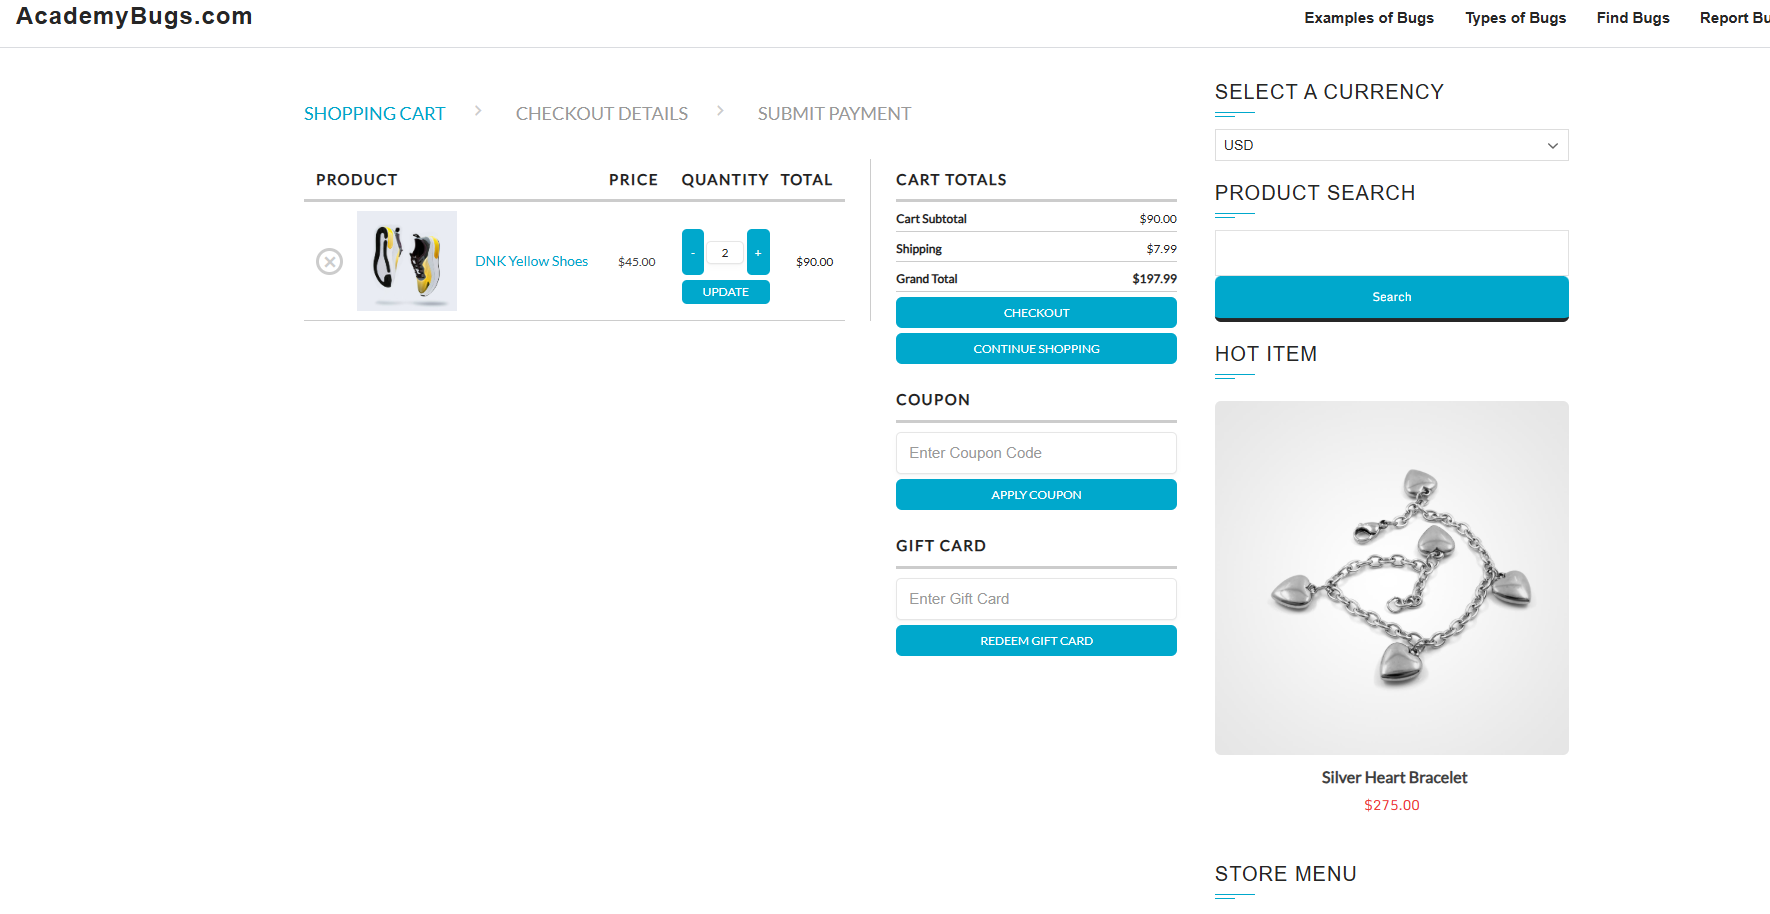 AcademyBugs.com
Examples of Bugs Types of Bugs Find Bugs Report Bu
SHOPPING CART > CHECKOUT DETAILS > SUBMIT PAYMENT
PRODUCT PRICE QUANTITY TOTAL
DNK Yellow Shoes $45.00 - 2 + $90.00
UPDATE
CART TOTALS
Cart Subtotal $90.00
Shipping $7.99
Grand Total $197.99
CHECKOUT
CONTINUE SHOPPING
COUPON
Enter Coupon Code
APPLY COUPON
GIFT CARD
Enter Gift Card
REDEEM GIFT CARD
SELECT A CURRENCY
USD
PRODUCT SEARCH
Search
HOT ITEM
Silver Heart Bracelet
$275.00
STORE MENU